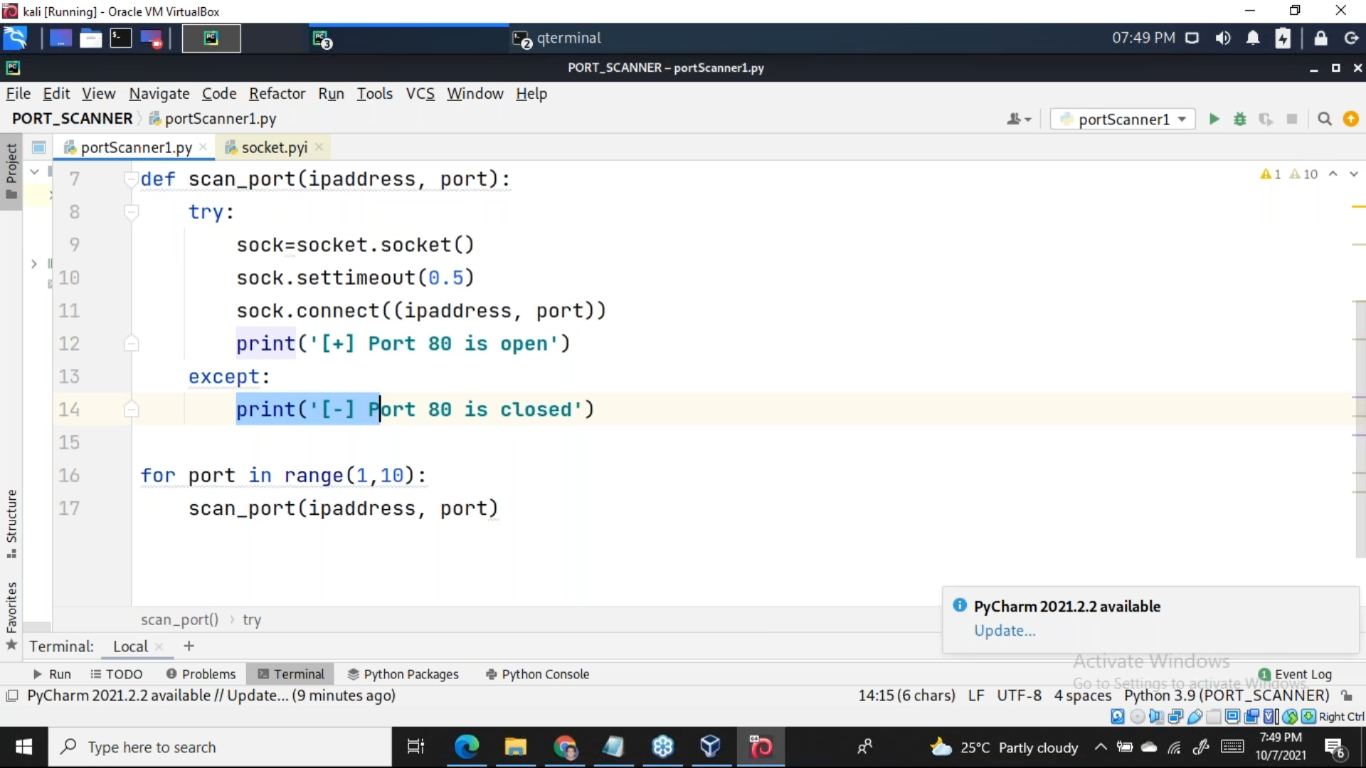 kali [Running] - Oracle VM VirtualBox
3
2 qterminal
07:49 PM
PORT_SCANNER – portScanner1.py
File Edit View Navigate Code Refactor Run Tools VCS Window Help
PORT_SCANNER portScanner1.py
portScanner1
Project
portScanner1.py
socket.pyi
1 10
7 def scan_port(ipaddress, port):
8 try:
9 sock=socket.socket()
10 sock.settimeout(0.5)
11 sock.connect((ipaddress, port))
12 print('[+] Port 80 is open')
13 except:
14 print('[-] Port 80 is closed')
15
16 for port in range(1,10):
17 scan_port(ipaddress, port)
Structure
Favorites
scan_port() › try
PyCharm 2021.2.2 available
Update...
Terminal: Local +
Activate Windows
Go to Settings to activate Windows.
Run TODO Problems Terminal Python Packages Python Console
1 Event Log
PyCharm 2021.2.2 available // Update... (9 minutes ago)
14:15 (6 chars) LF UTF-8 4 spaces Python 3.9 (PORT_SCANNER)
Right Ctrl
Type here to search
25°C Partly cloudy
7:49 PM
10/7/2021
6